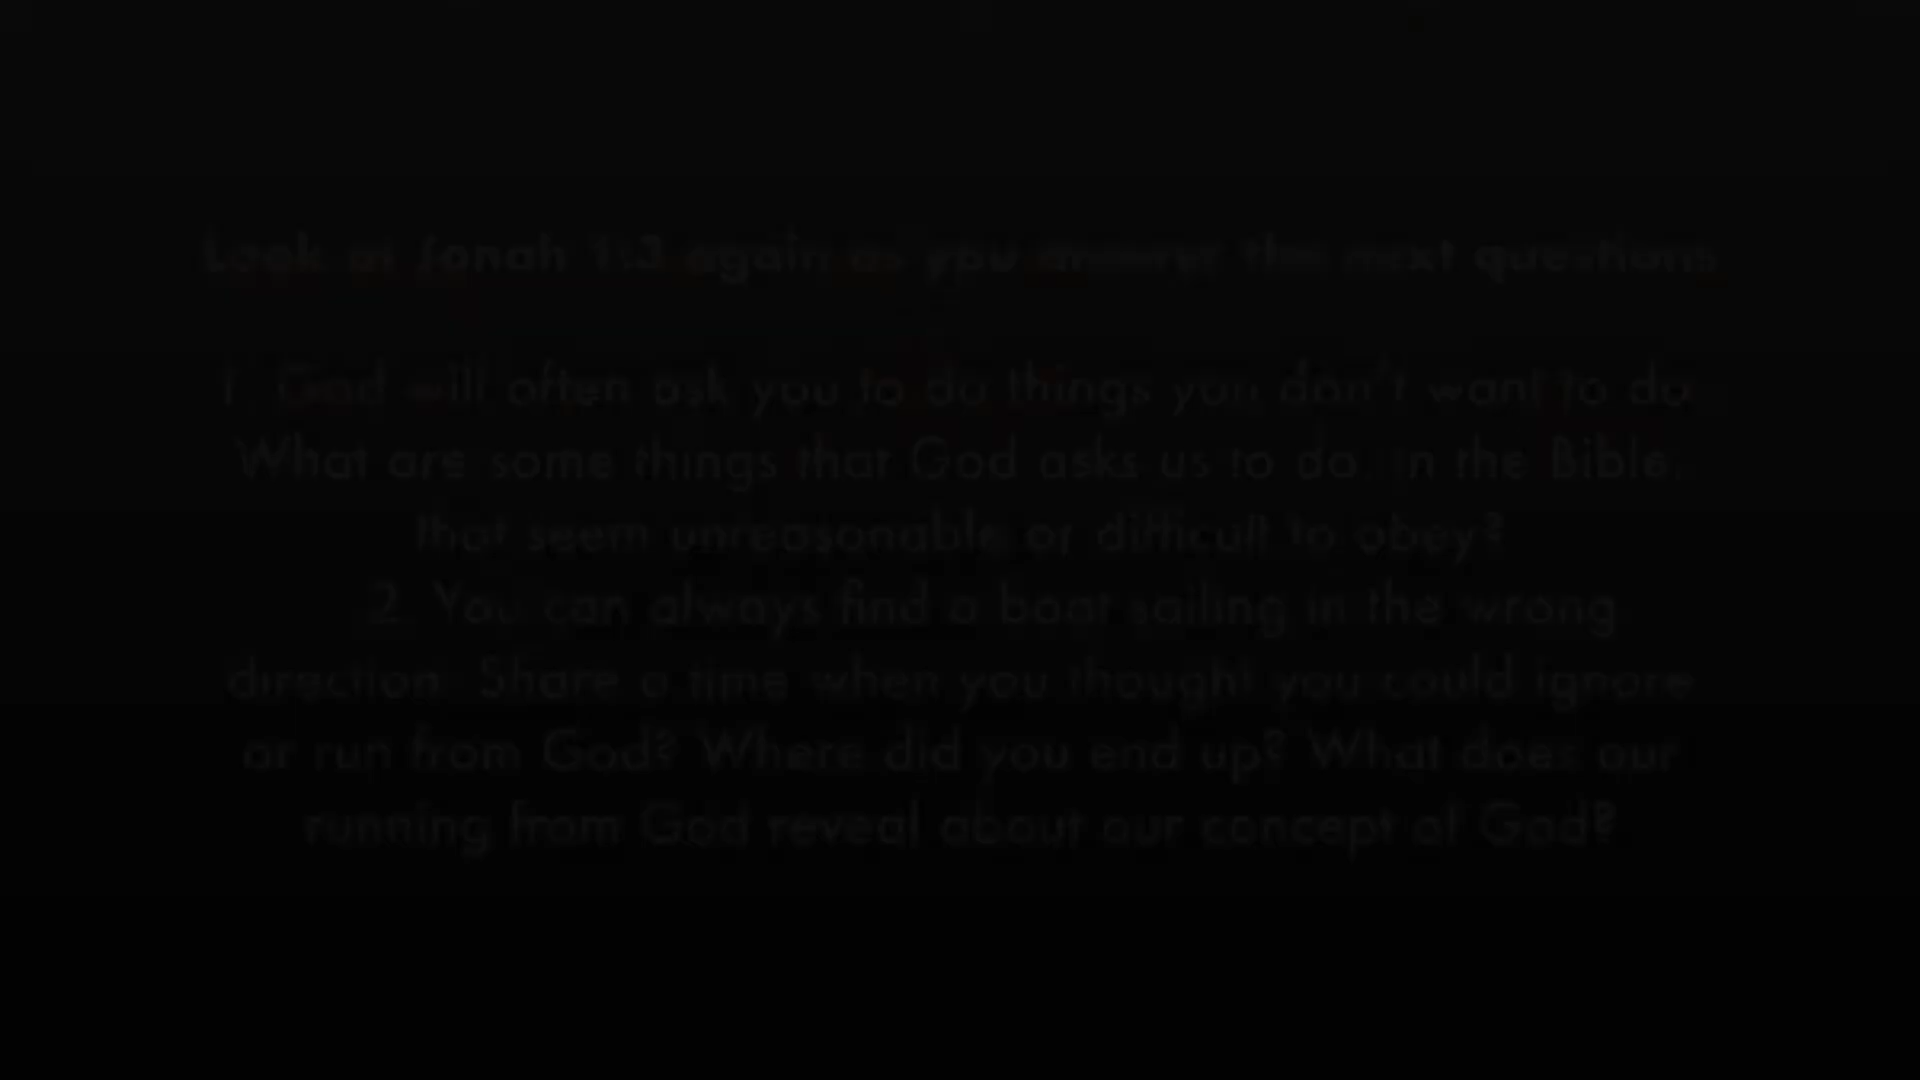 Look at Jonah 1:3 again as you answer the next questions
1. God will often ask you to do things you don't want to do.
What are some things that God asks us to do, in the Bible,
that seem unreasonable or difficult to obey?
2. You can always find a boat sailing in the wrong
direction. Share a time when you thought you could ignore
or run from God? Where did you end up? What does our
running from God reveal about our concept of God?